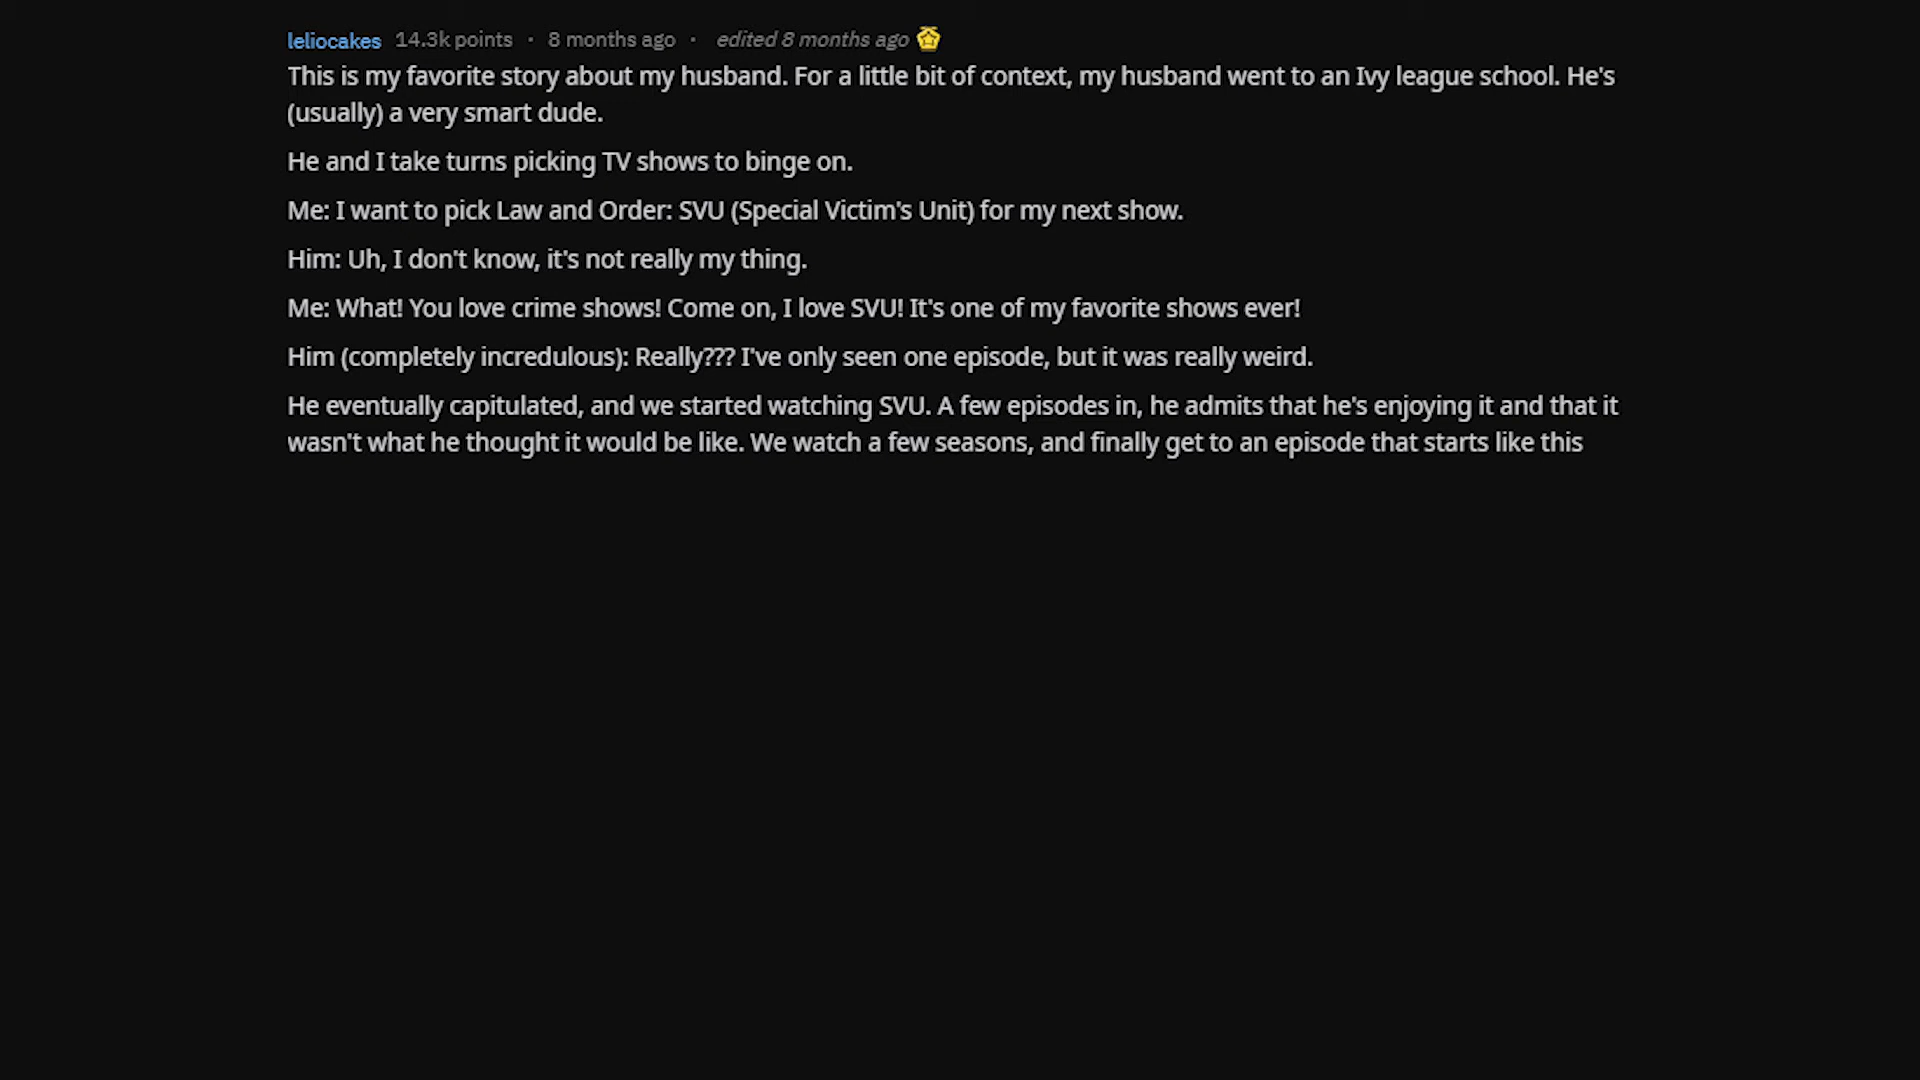 leliocakes 14.3k points · 8 months ago · edited 8 months ago
This is my favorite story about my husband. For a little bit of context, my husband went to an Ivy league school. He's
(usually) a very smart dude.
He and I take turns picking TV shows to binge on.
Me: I want to pick Law and Order: SVU (Special Victim's Unit) for my next show.
Him: Uh, I don't know, it's not really my thing.
Me: What! You love crime shows! Come on, I love SVU! It's one of my favorite shows ever!
Him (completely incredulous): Really??? I've only seen one episode, but it was really weird.
He eventually capitulated, and we started watching SVU. A few episodes in, he admits that he's enjoying it and that it
wasn't what he thought it would be like. We watch a few seasons, and finally get to an episode that starts like this